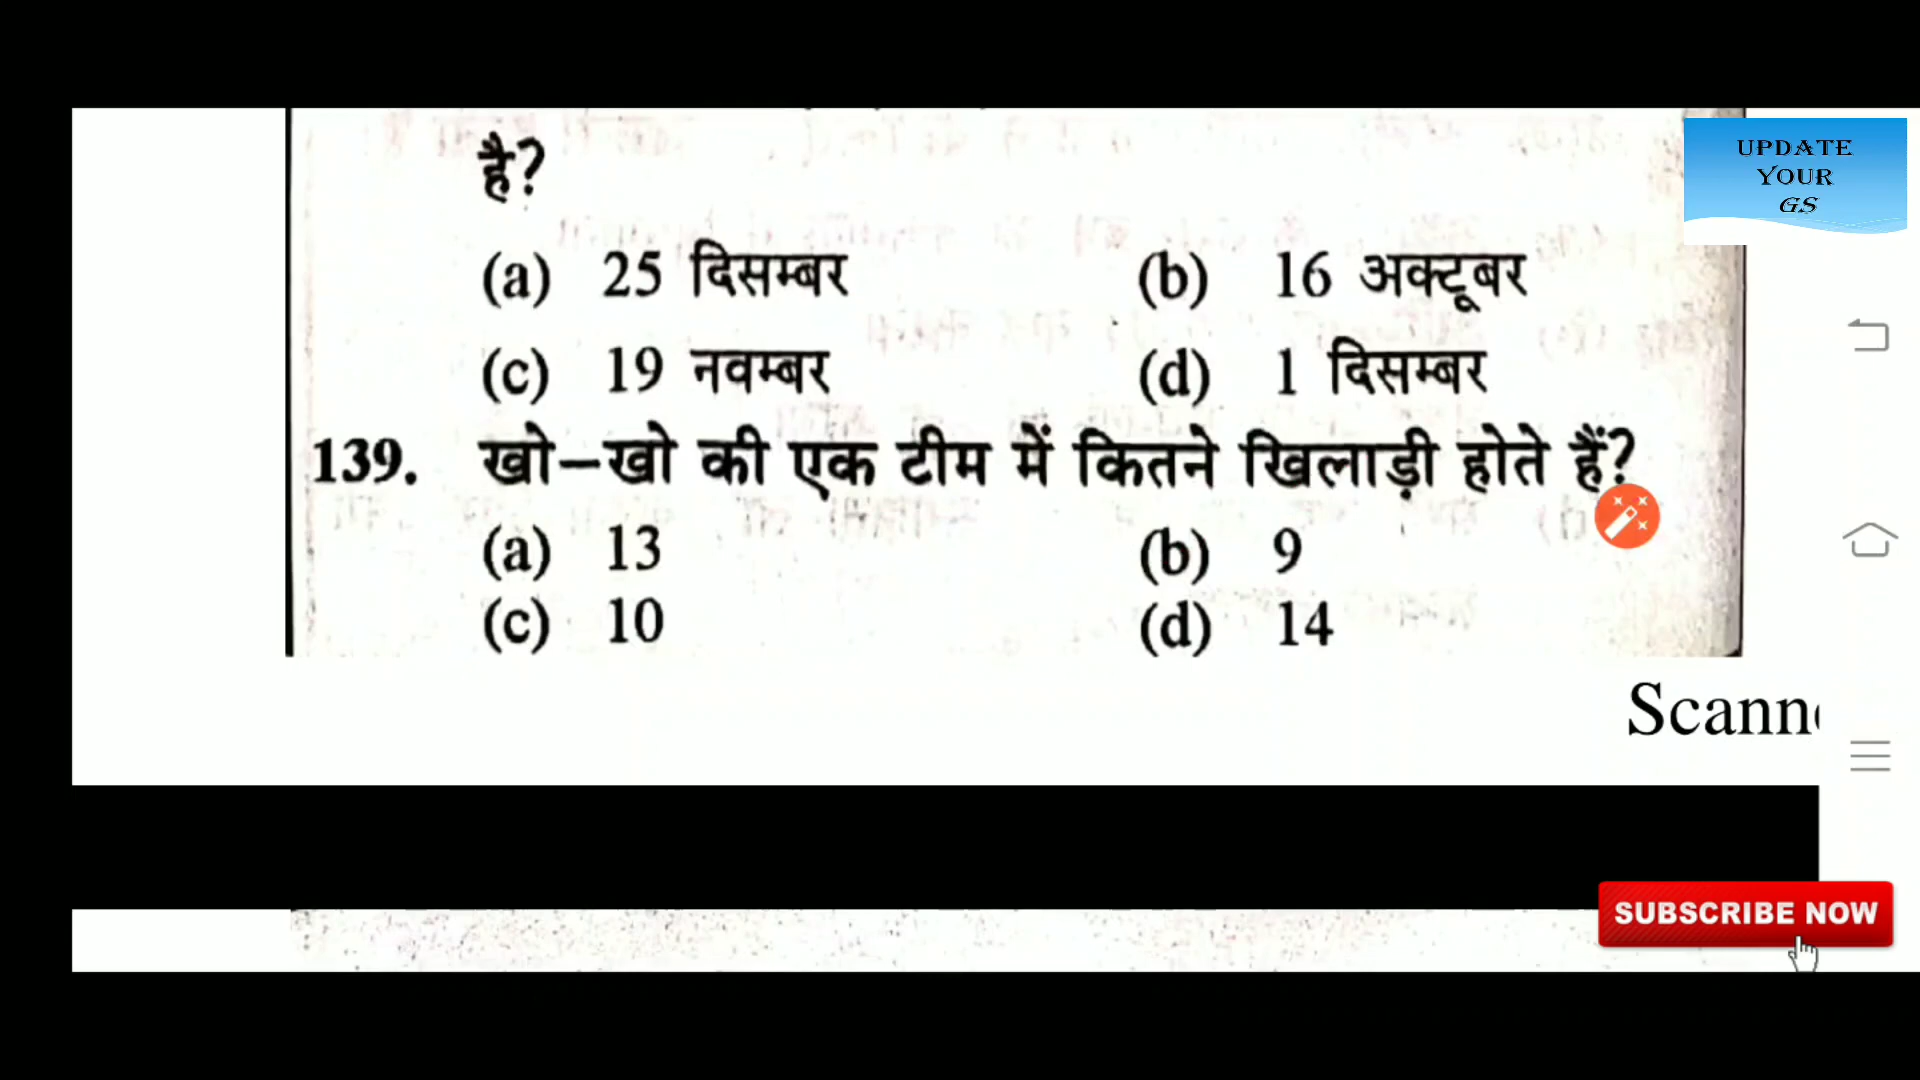 है?
(a) 25 दिसम्बर (b) 16 अक्टूबर
(c) 19 नवम्बर (d) 1 दिसम्बर
139. खो–खो की एक टीम में कितने खिलाड़ी होते हैं?
(a) 13 (b) 9
(c) 10 (d) 14
UPDATE
YOUR
GS
Scann
SUBSCRIBE NOW